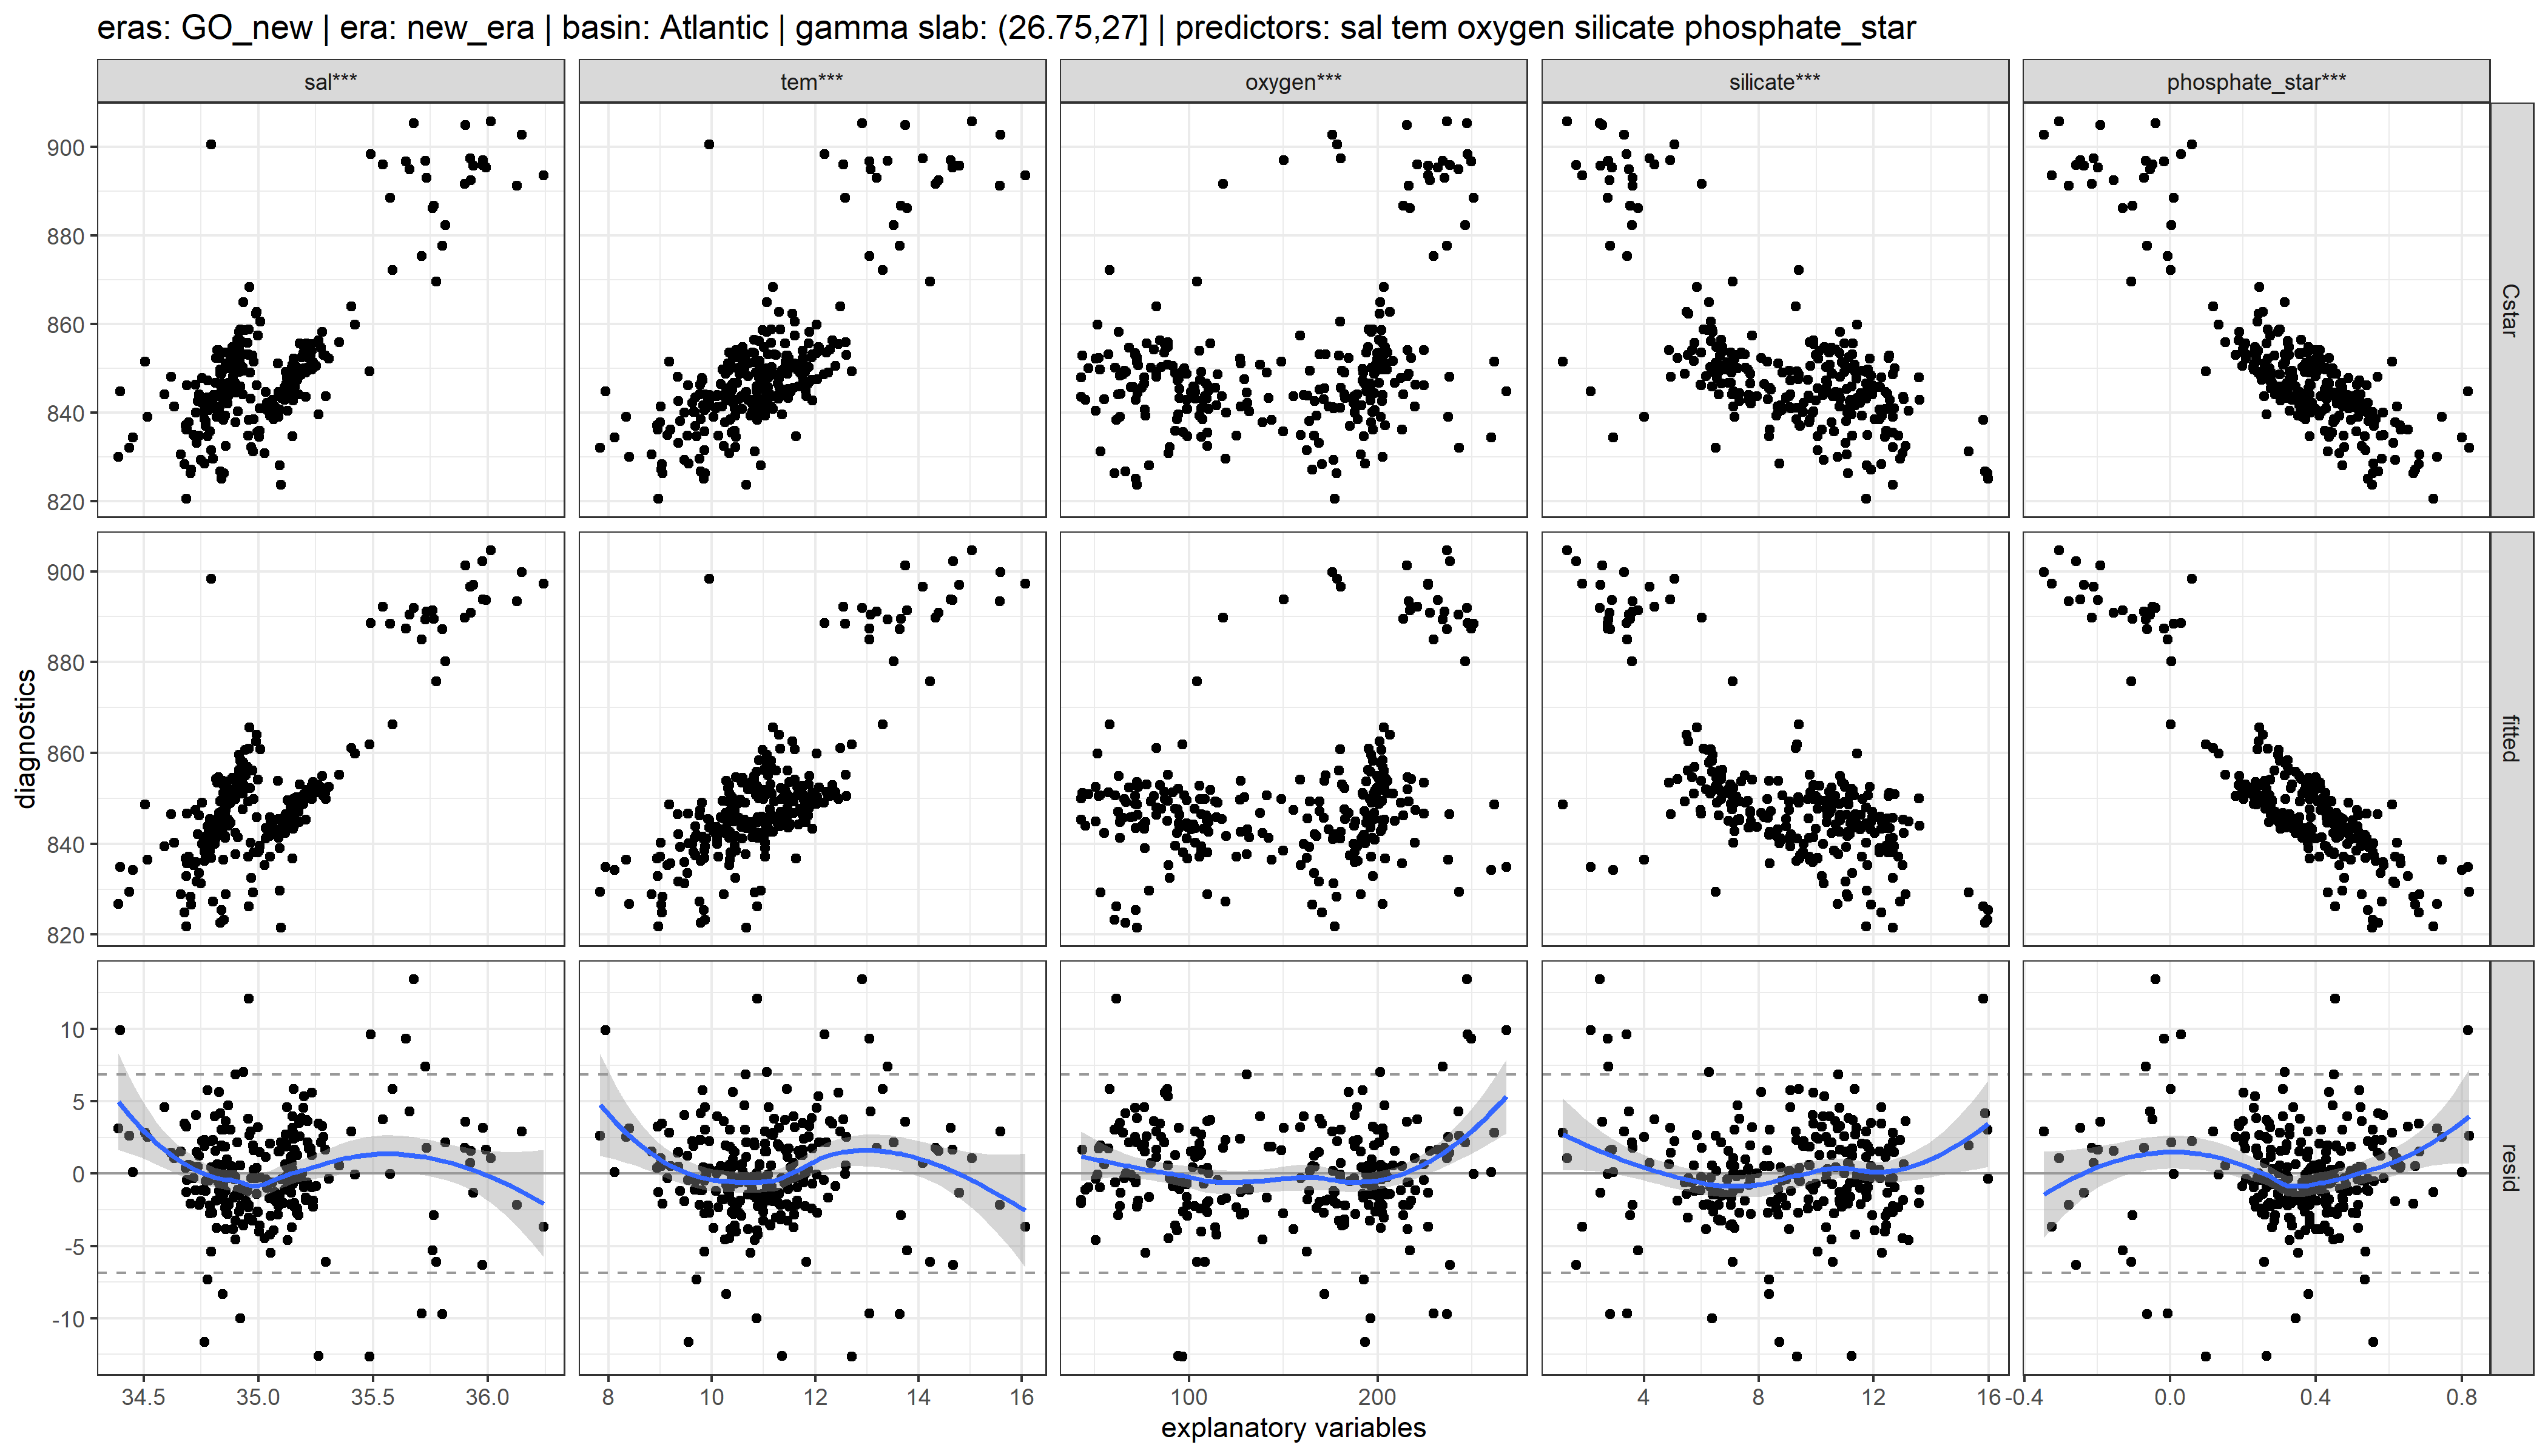 eras: GO_new | era: new_era | basin: Atlantic | gamma slab: (26.75,27] | predictors: sal tem oxygen silicate phosphate_star
sal*** tem*** oxygen*** silicate*** phosphate_star***
900
880
860
840
820
Cstar
900
880
860
840
820
fitted
diagnostics
10
5
0
-5
-10
resid
34.5 35.0 35.5 36.0 8 10 12 14 16 100 200 4 8 12 16 -0.4 0.0 0.4 0.8
explanatory variables